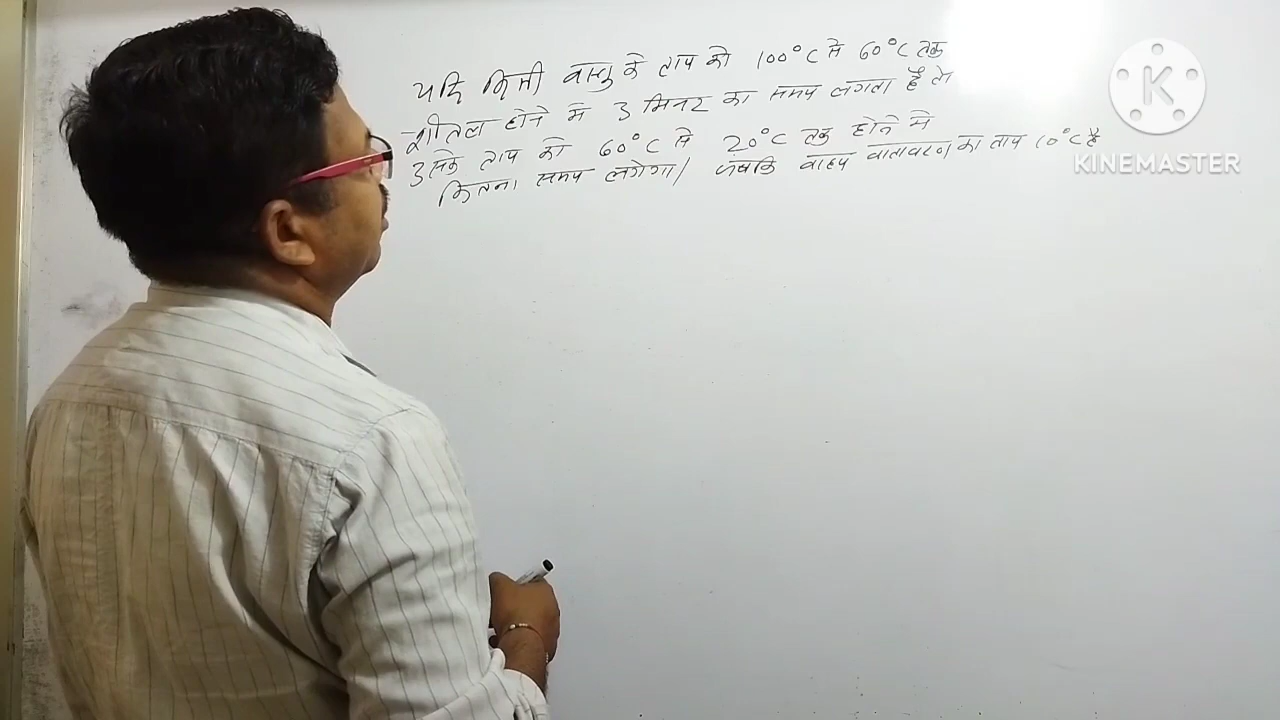 यदि किसी वस्तु के ताप को 100°C से 60°C तक
शीतल होने में 3 मिनट का समय लगता है तो
उसके ताप को 60°C से 20°C तक होने में
कितना समय लगेगा / जबकि वाह्य वातावरण का ताप 10°C है
KINEMASTER